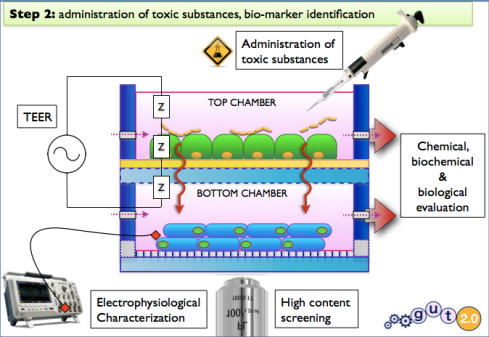 Step 2: administration of toxic substances, bio-marker identification
Administration of
toxic substances
TEER
Z
TOP CHAMBER
Z
Z
BOTTOM CHAMBER
Chemical,
biochemical
&
biological
evaluation
Electrophysiological
Characterization
High content
screening
gut 2.0